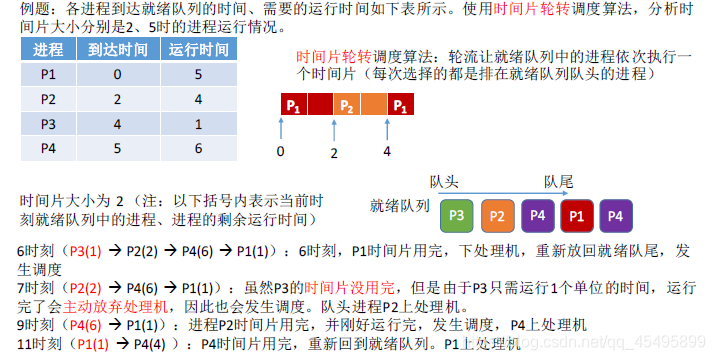 例题：各进程到达就绪队列的时间、需要的运行时间如下表所示。使用时间片轮转调度算法，分析时
间片大小分别是2、5时的进程运行情况。
进程 到达时间 运行时间
P1 0 5
P2 2 4
P3 4 1
P4 5 6
时间片轮转调度算法：轮流让就绪队列中的进程依次执行一
个时间片（每次选择的都是排在就绪队列队头的进程）
P1 P2 P1
0 2 4
时间片大小为 2（注：以下括号内表示当前时
刻就绪队列中的进程、进程的剩余运行时间）
队头 队尾
就绪队列 P3 P2 P4 P1 P4
6时刻（P3(1) → P2(2) → P4(6) → P1(1)）：6时刻，P1时间片用完，下处理机，重新放回就绪队尾，发
生调度
7时刻（P2(2) → P4(6) → P1(1)）：虽然P3的时间片没用完，但是由于P3只需运行1个单位的时间，运行
完了会主动放弃处理机，因此也会发生调度。队头进程P2上处理机。
9时刻（P4(6) → P1(1)）：进程P2时间片用完，并刚好运行完，发生调度，P4上处理机
11时刻（P1(1) → P4(4) ）：P4时间片用完，重新回到就绪队列。P1上处理机
blog.csdn.net/qq_45495899